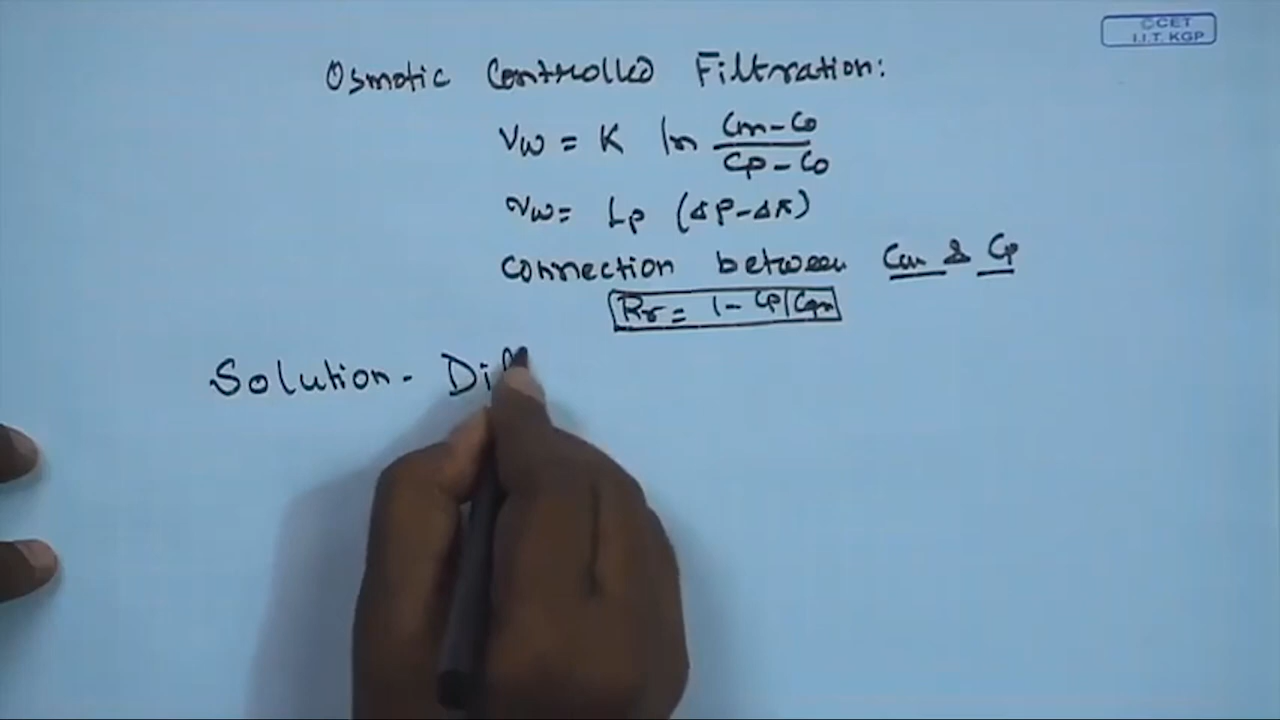 ©CET
I.I.T. KGP
Osmotic Controlled Filtration:
Vw = K ln (Cm-Co)/(Cp-Co)
Vw = Lp (ΔP-Δπ)
Connection between Cm & Cp
Rr = 1- Cp/Cm
Solution - Dif